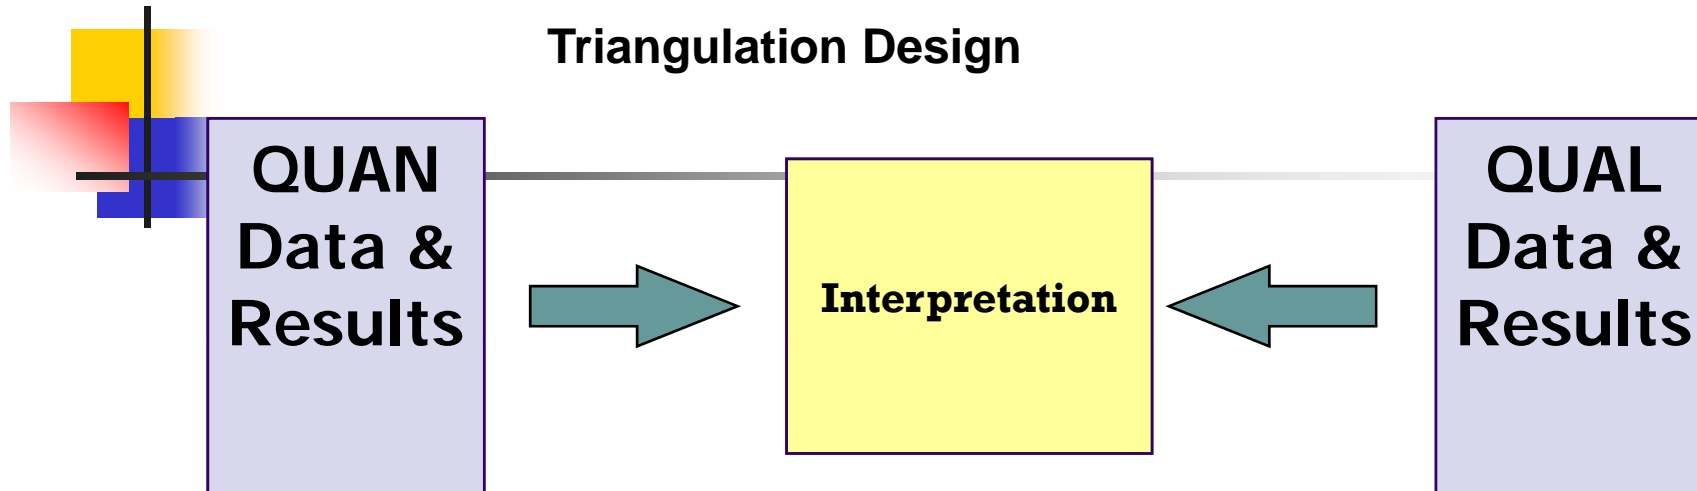 Triangulation Design
QUAN
Data &
Results
Interpretation
QUAL
Data &
Results